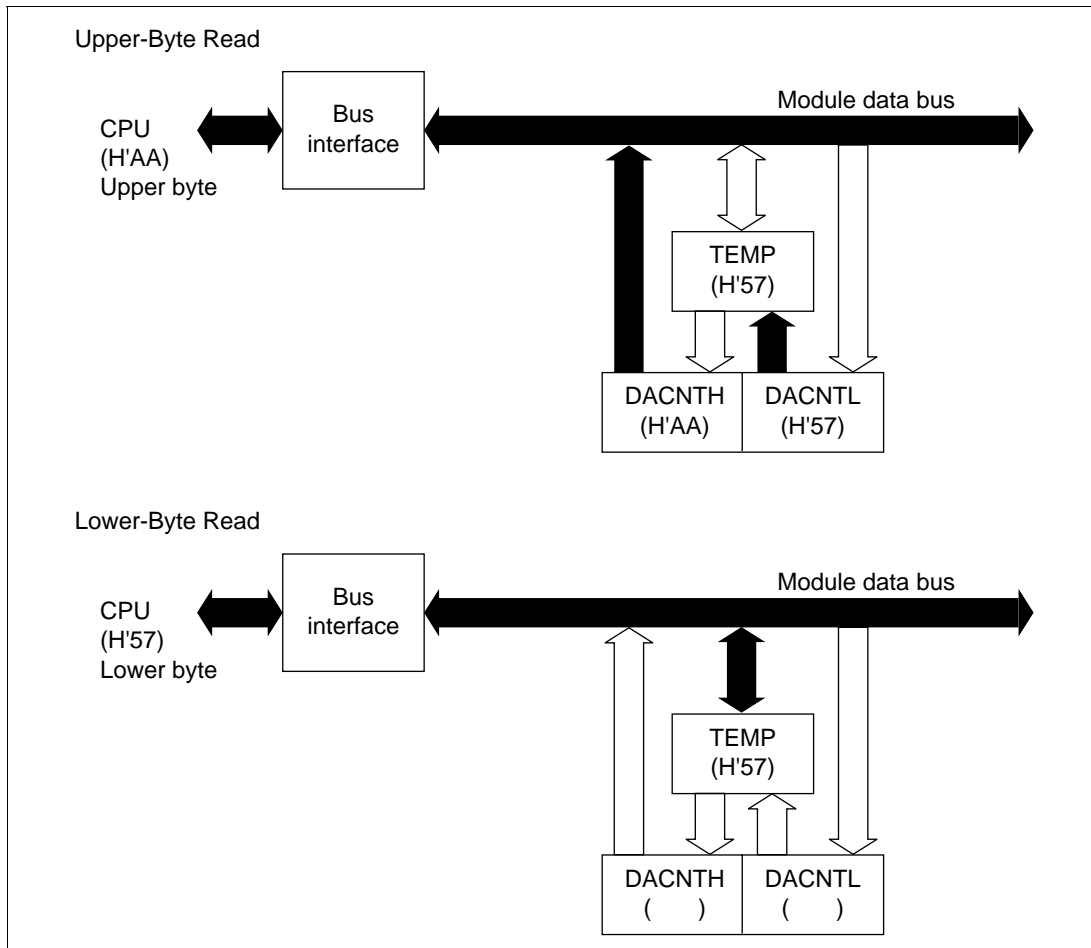 Upper-Byte Read
CPU
(H'AA)
Upper byte
Bus
interface
Module data bus
TEMP
(H'57)
DACNTH
(H'AA)
DACNTL
(H'57)
Lower-Byte Read
CPU
(H'57)
Lower byte
Bus
interface
Module data bus
TEMP
(H'57)
DACNTH
(    )
DACNTL
(    )